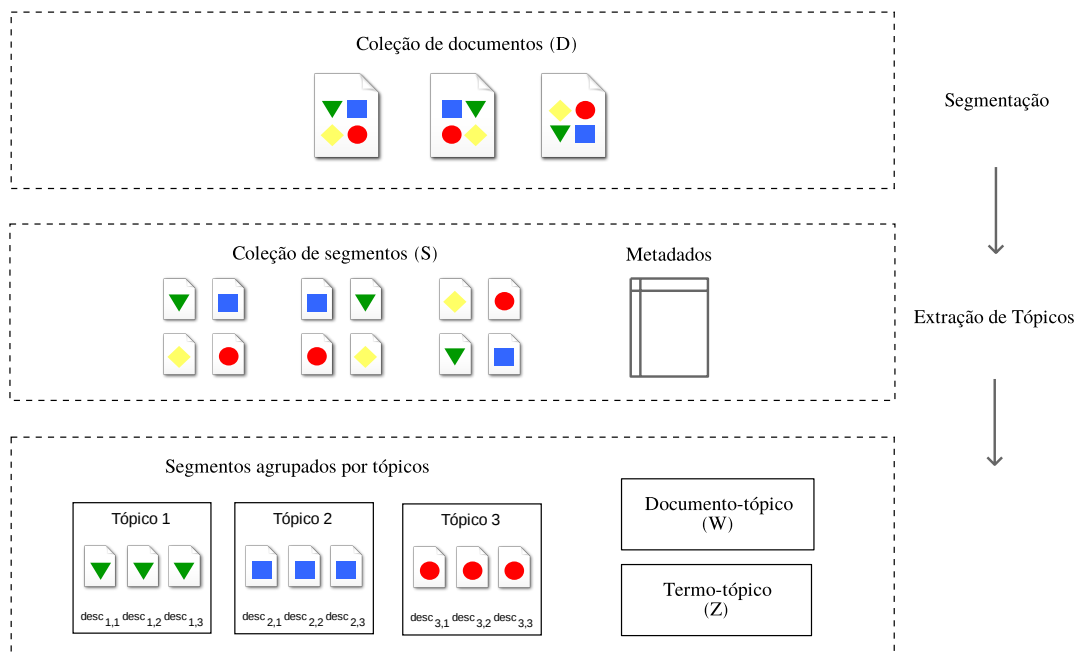 Coleção de documentos (D)
Segmentação
Coleção de segmentos (S)
Metadados
Extração de Tópicos
Segmentos agrupados por tópicos
Tópico 1
desc1,1 desc1,2 desc1,3
Tópico 2
desc2,1 desc2,2 desc2,3
Tópico 3
desc3,1 desc3,2 desc3,3
Documento-tópico
(W)
Termo-tópico
(Z)